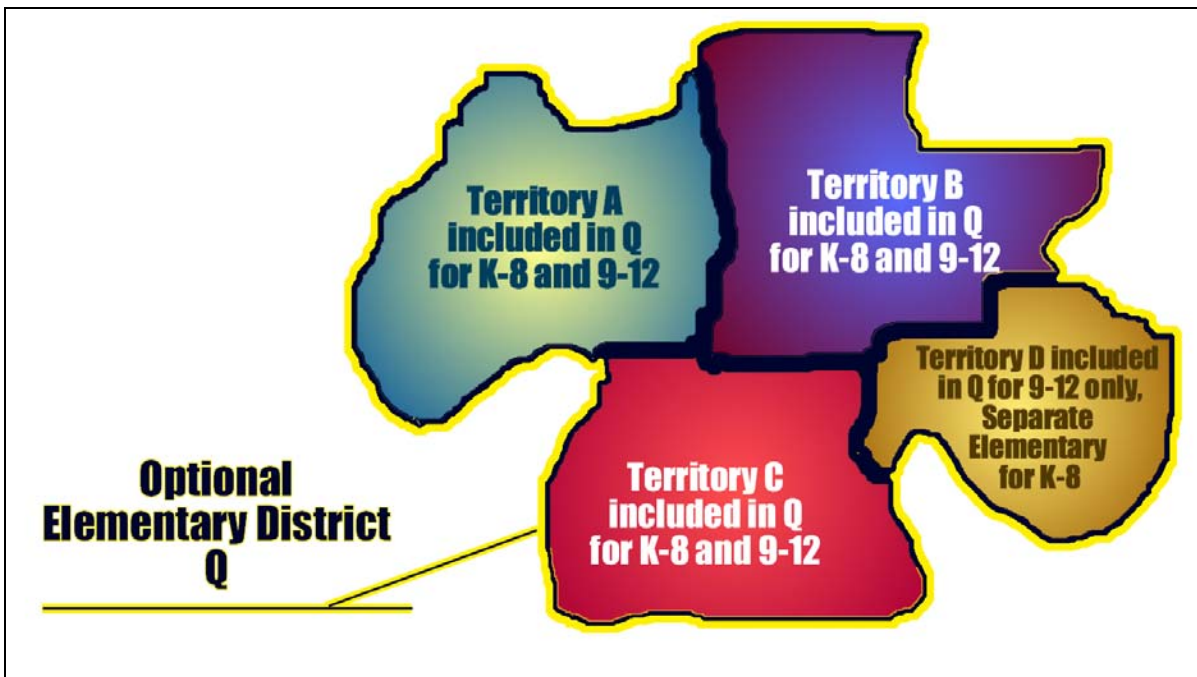 Territory A
included in Q
for K-8 and 9-12
Territory B
included in Q
for K-8 and 9-12
Territory D included
in Q for 9-12 only,
Separate
Elementary
for K-8
Territory C
included in Q
for K-8 and 9-12
Optional
Elementary District
Q